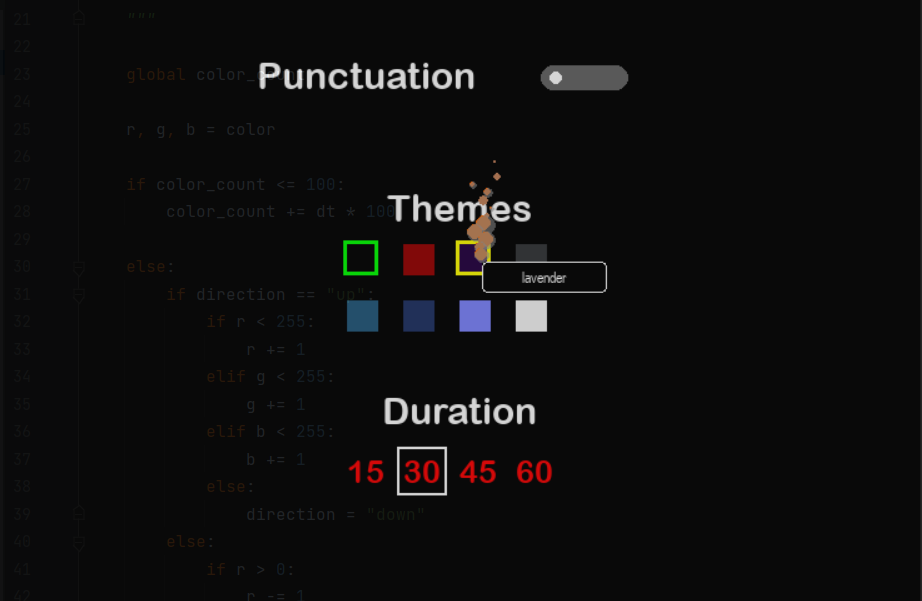 21 """
22
23 global color_
Punctuation
24
25 r, g, b = color
26
27 if color_count <= 100:
28 color_count += dt * 100
Themes
29
30 else:
lavender
31 if direction == "up":
32 if r < 255:
33 r += 1
34 elif g < 255:
35 g += 1
Duration
36 elif b < 255:
37 b += 1
15 30 45 60
38 else:
39 direction = "down"
40 else:
41 if r > 0:
42 r -= 1